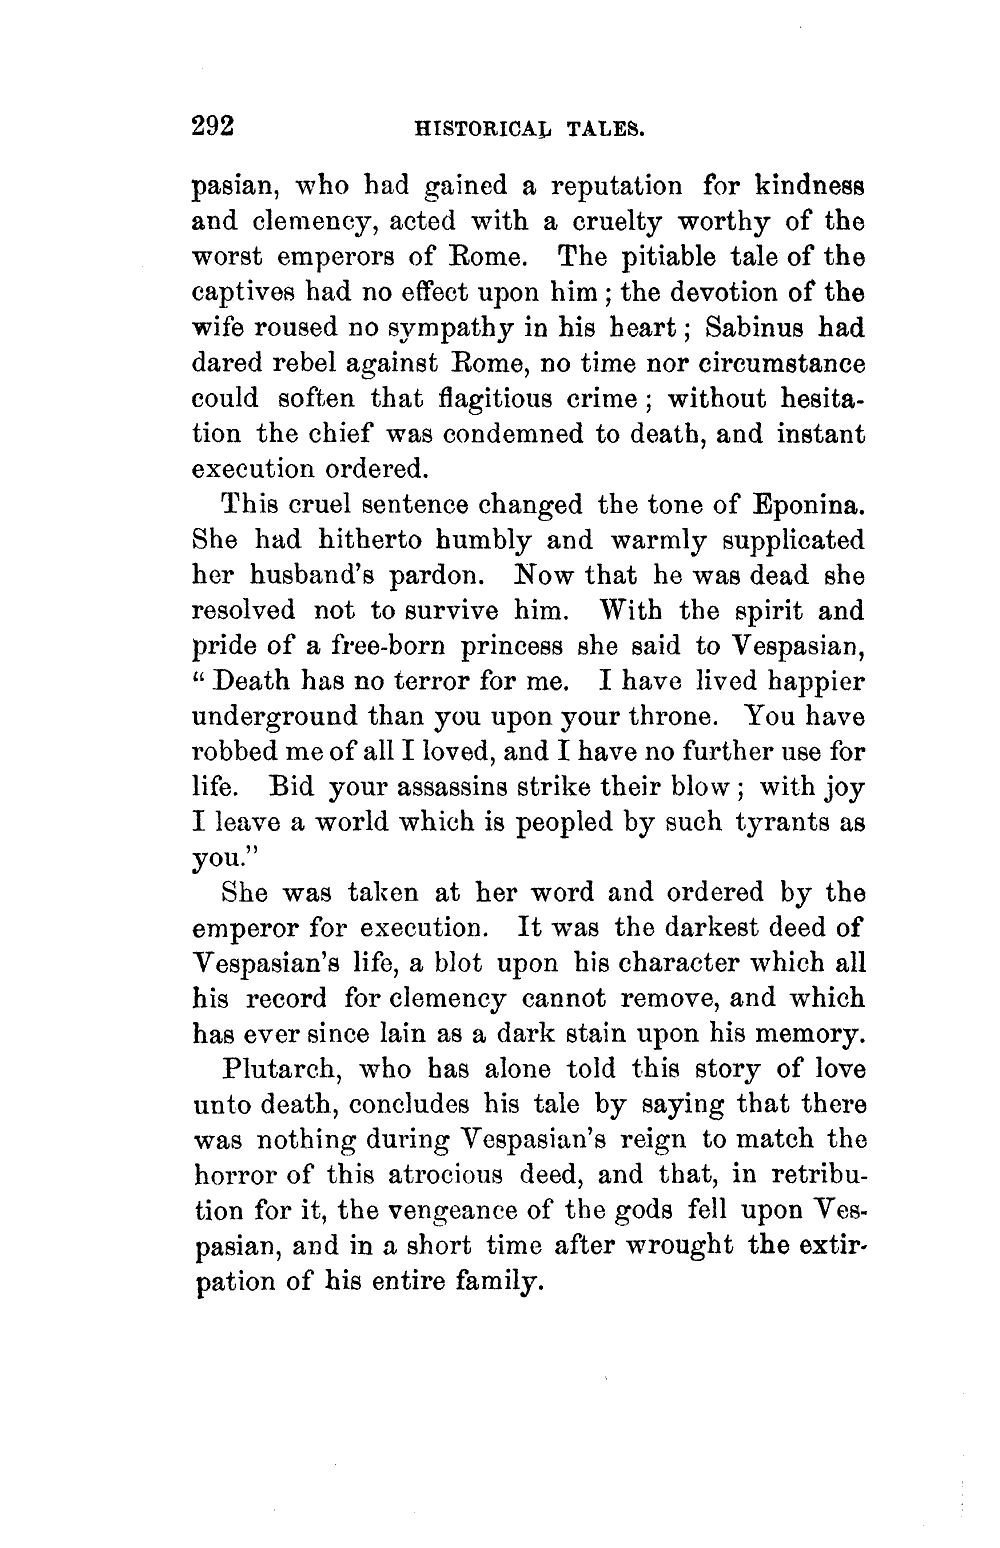 292 HISTORICAL TALES.
pasian, who had gained a reputation for kindness
and clemency, acted with a cruelty worthy of the
worst emperors of Rome. The pitiable tale of the
captives had no effect upon him ; the devotion of the
wife roused no sympathy in his heart ; Sabinus had
dared rebel against Rome, no time nor circumstance
could soften that flagitious crime ; without hesita-
tion the chief was condemned to death, and instant
execution ordered.
This cruel sentence changed the tone of Eponina.
She had hitherto humbly and warmly supplicated
her husband's pardon. Now that he was dead she
resolved not to survive him. With the spirit and
pride of a free-born princess she said to Vespasian,
“ Death has no terror for me. I have lived happier
underground than you upon your throne. You have
robbed me of all I loved, and I have no further use for
life. Bid your assassins strike their blow ; with joy
I leave a world which is peopled by such tyrants as
you.”
She was taken at her word and ordered by the
emperor for execution. It was the darkest deed of
Vespasian's life, a blot upon his character which all
his record for clemency cannot remove, and which
has ever since lain as a dark stain upon his memory.
Plutarch, who has alone told this story of love
unto death, concludes his tale by saying that there
was nothing during Vespasian's reign to match the
horror of this atrocious deed, and that, in retribu-
tion for it, the vengeance of the gods fell upon Ves-
pasian, and in a short time after wrought the extir-
pation of his entire family.